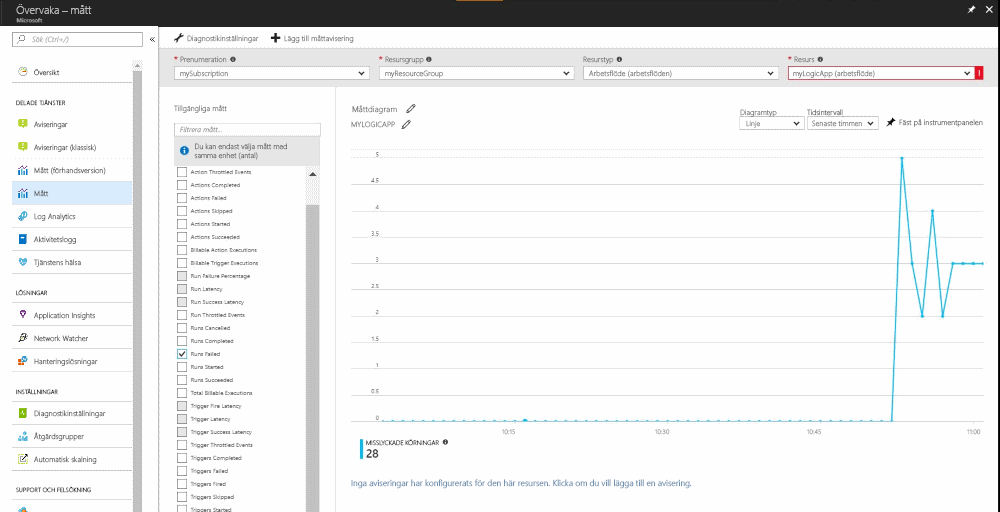 Övervaka – mått
Microsoft
Sök (Ctrl+/)
Översikt
DELADE TJÄNSTER
Aviseringar
Aviseringar (klassisk)
Mått (förhandsversion)
Mått
Log Analytics
Aktivitetslogg
Tjänstens hälsa
LÖSNINGAR
Application Insights
Network Watcher
Hanteringslösningar
INSTÄLLNINGAR
Diagnostikinställningar
Åtgärdsgrupper
Automatisk skalning
SUPPORT OCH FELSÖKNING
Diagnostikinställningar
Lägg till måttavisering
* Prenumeration
mySubscription
* Resursgrupp
myResourceGroup
Resurstyp
Arbetsflöde (arbetsflöden)
* Resurs
myLogicApp (arbetsflöde)
Tillgängliga mått
Filtrera mått...
Du kan endast välja mått med
samma enhet (antal)
Action Throttled Events
Actions Completed
Actions Failed
Actions Skipped
Actions Started
Actions Succeeded
Billable Action Executions
Billable Trigger Executions
Run Failure Percentage
Run Latency
Run Success Latency
Run Throttled Events
Runs Cancelled
Runs Completed
Runs Failed
Runs Started
Runs Succeeded
Total Billable Executions
Trigger Fire Latency
Trigger Latency
Trigger Success Latency
Trigger Throttled Events
Triggers Completed
Triggers Failed
Triggers Fired
Triggers Skipped
Triggers Started
Måttdiagram
MYLOGICAPP
Diagramtyp
Linje
Tidsintervall
Senaste timmen
Fäst på instrumentpanelen
5
4.5
4
3.5
3
2.5
2
1.5
1
0.5
0
10:15
10:30
10:45
11:00
MISSLYCKADE KÖRNINGAR
28
Inga aviseringar har konfigurerats för den här resursen. Klicka om du vill lägga till en avisering.